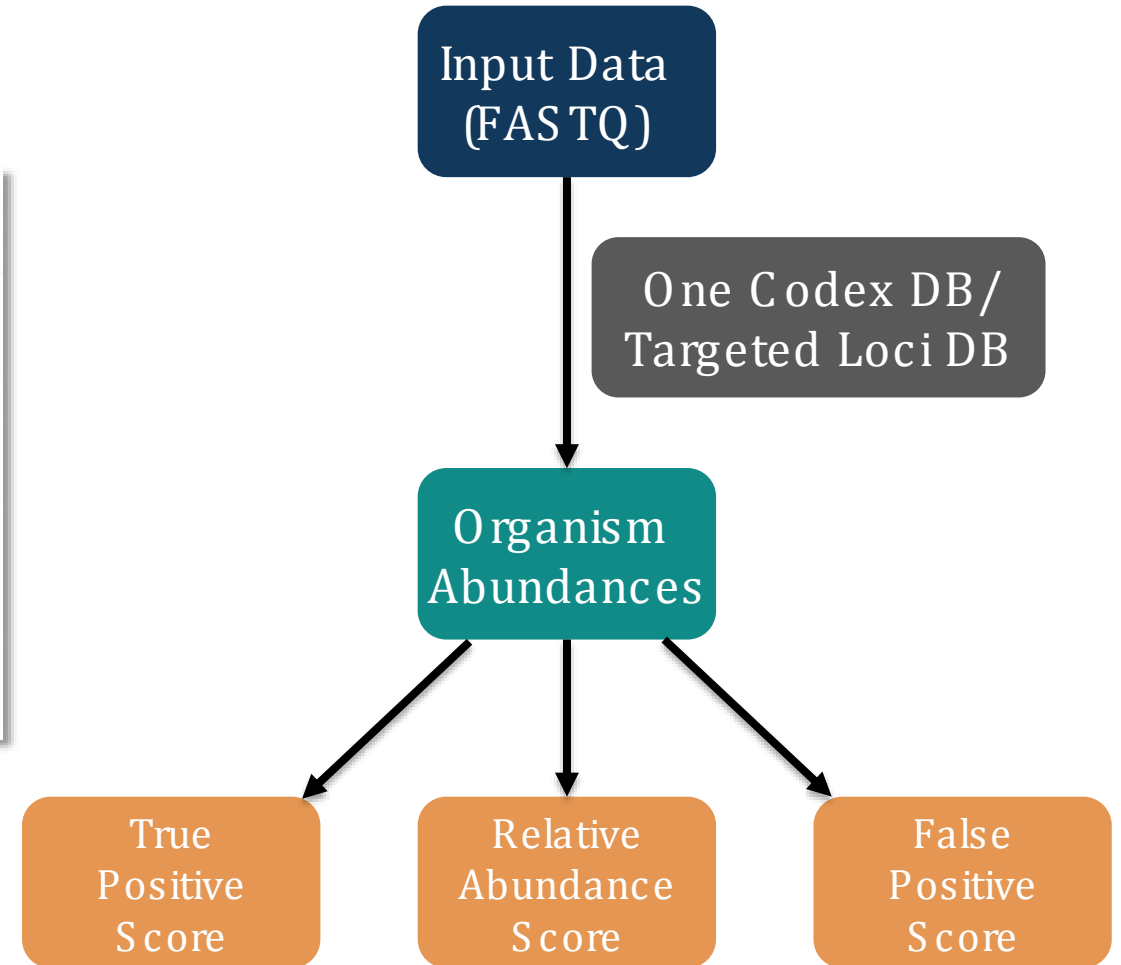 Input Data
(FASTQ)
One Codex DB/
Targeted Loci DB
Organism
Abundances
True
Positive
Score
Relative
Abundance
Score
False
Positive
Score